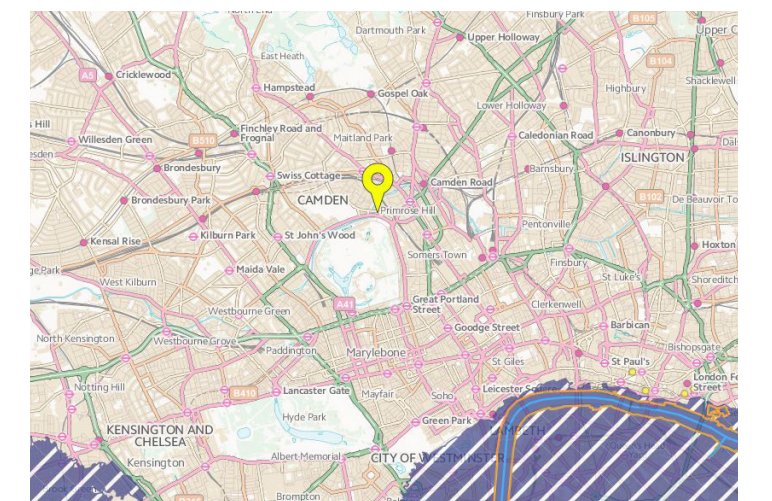 Finsbury Park
B105
Dartmouth Park
Upper Holloway
East Heath
A5
Cricklewood
B104
Hampstead
Gospel Oak
Highbury
Shacklewell
Lower Holloway
Willesden Green
B510
Finchley Road and
Frognal
Maitland Park
Caledonian Road
Canonbury
Brondesbury
Swiss Cottage
Barnsbury
ISLINGTON
Camden Road
Brondesbury Park
CAMDEN
Primrose Hill
B102
De Beauvoir To
Kensal Rise
Kilburn Park
St John's Wood
Pentonville
Somers Town
Hoxton
Maida Vale
Finsbury
West Kilburn
St Luke's
Shoreditch
A41
Great Portland
Street
Clerkenwell
Westbourne Green
Goodge Street
Barbican
North Kensington
Westbourne Grove
Paddington
Marylebone
Bishopsgate
St Giles
St Paul's
Notting Hill
B410
Lancaster Gate
Mayfair
Soho
Leicester Square
London Fe
Street
Hyde Park
Green Park
KENSINGTON AND
CHELSEA
LAMBETH
Kensington
Albert Memorial
CITY OF WESTMINSTER
Brompton